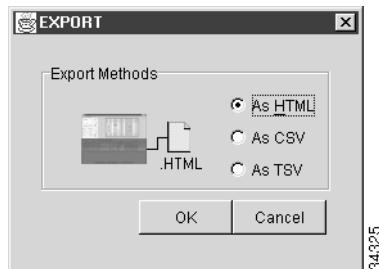 EXPORT
Export Methods
As HTML
As CSV
As TSV
.HTML
OK Cancel
34325